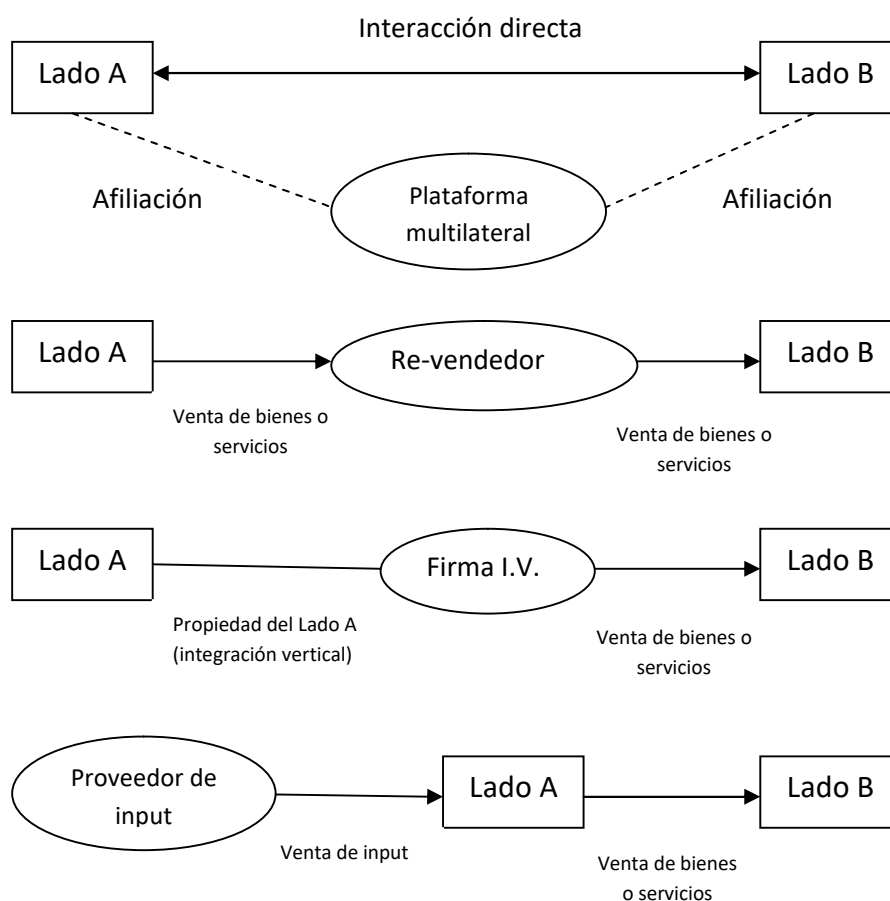 Interacción directa
Lado A
Lado B
Afiliación
Plataforma
multilateral
Afiliación
Lado A
Re-vendedor
Lado B
Venta de bienes o
servicios
Venta de bienes o
servicios
Lado A
Firma I.V.
Lado B
Propiedad del Lado A
(integración vertical)
Venta de bienes o
servicios
Proveedor de
input
Lado A
Lado B
Venta de input
Venta de bienes
o servicios